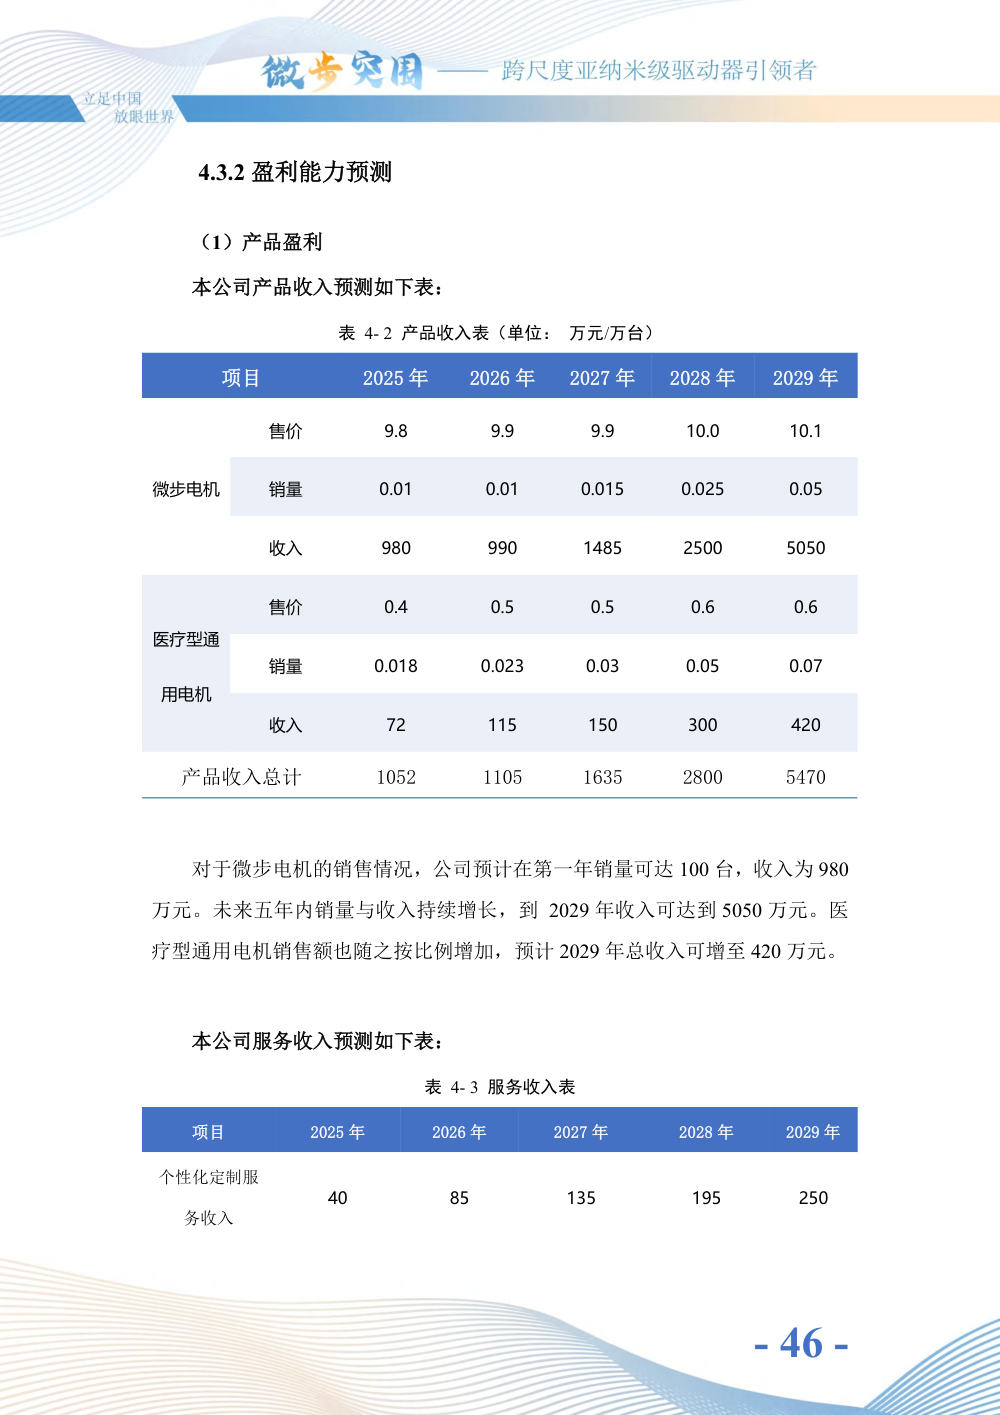 微步突围 —— 跨尺度亚纳米级驱动器引领者
立足中国
放眼世界
4.3.2 盈利能力预测
（1）产品盈利
本公司产品收入预测如下表：
表 4- 2 产品收入表（单位： 万元/万台）
项目 2025 年 2026 年 2027 年 2028 年 2029 年
售价 9.8 9.9 9.9 10.0 10.1
微步电机 销量 0.01 0.01 0.015 0.025 0.05
收入 980 990 1485 2500 5050
售价 0.4 0.5 0.5 0.6 0.6
医疗型通
销量 0.018 0.023 0.03 0.05 0.07
用电机
收入 72 115 150 300 420
产品收入总计 1052 1105 1635 2800 5470
对于微步电机的销售情况，公司预计在第一年销量可达 100 台，收入为 980
万元。未来五年内销量与收入持续增长，到 2029 年收入可达到 5050 万元。医
疗型通用电机销售额也随之按比例增加，预计 2029 年总收入可增至 420 万元。
本公司服务收入预测如下表：
表 4- 3 服务收入表
项目 2025 年 2026 年 2027 年 2028 年 2029 年
个性化定制服
40 85 135 195 250
务收入
- 46 -